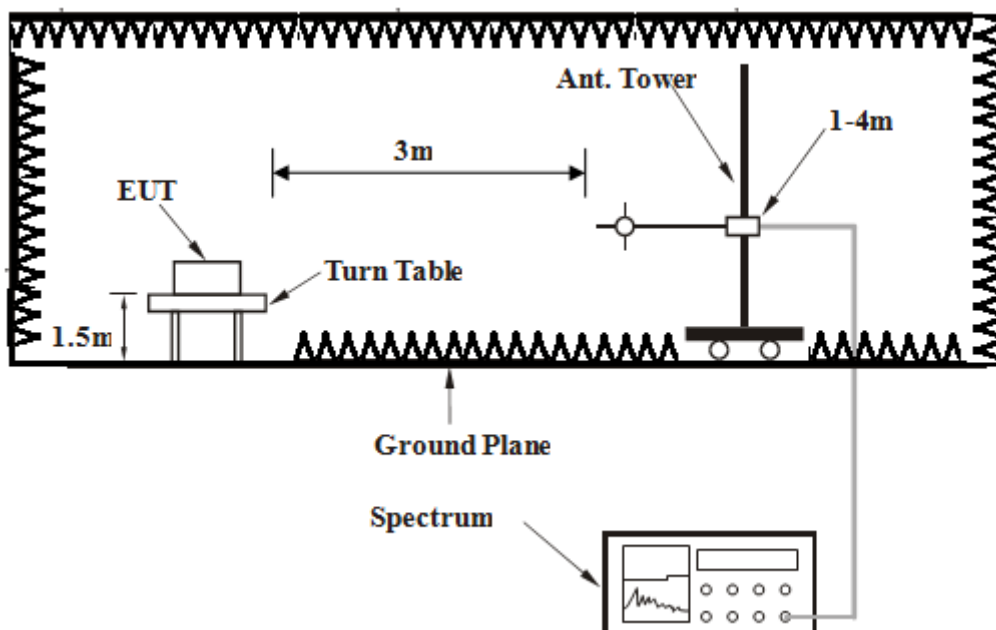 Ant. Tower
1-4m
3m
EUT
Turn Table
1.5m
Ground Plane
Spectrum